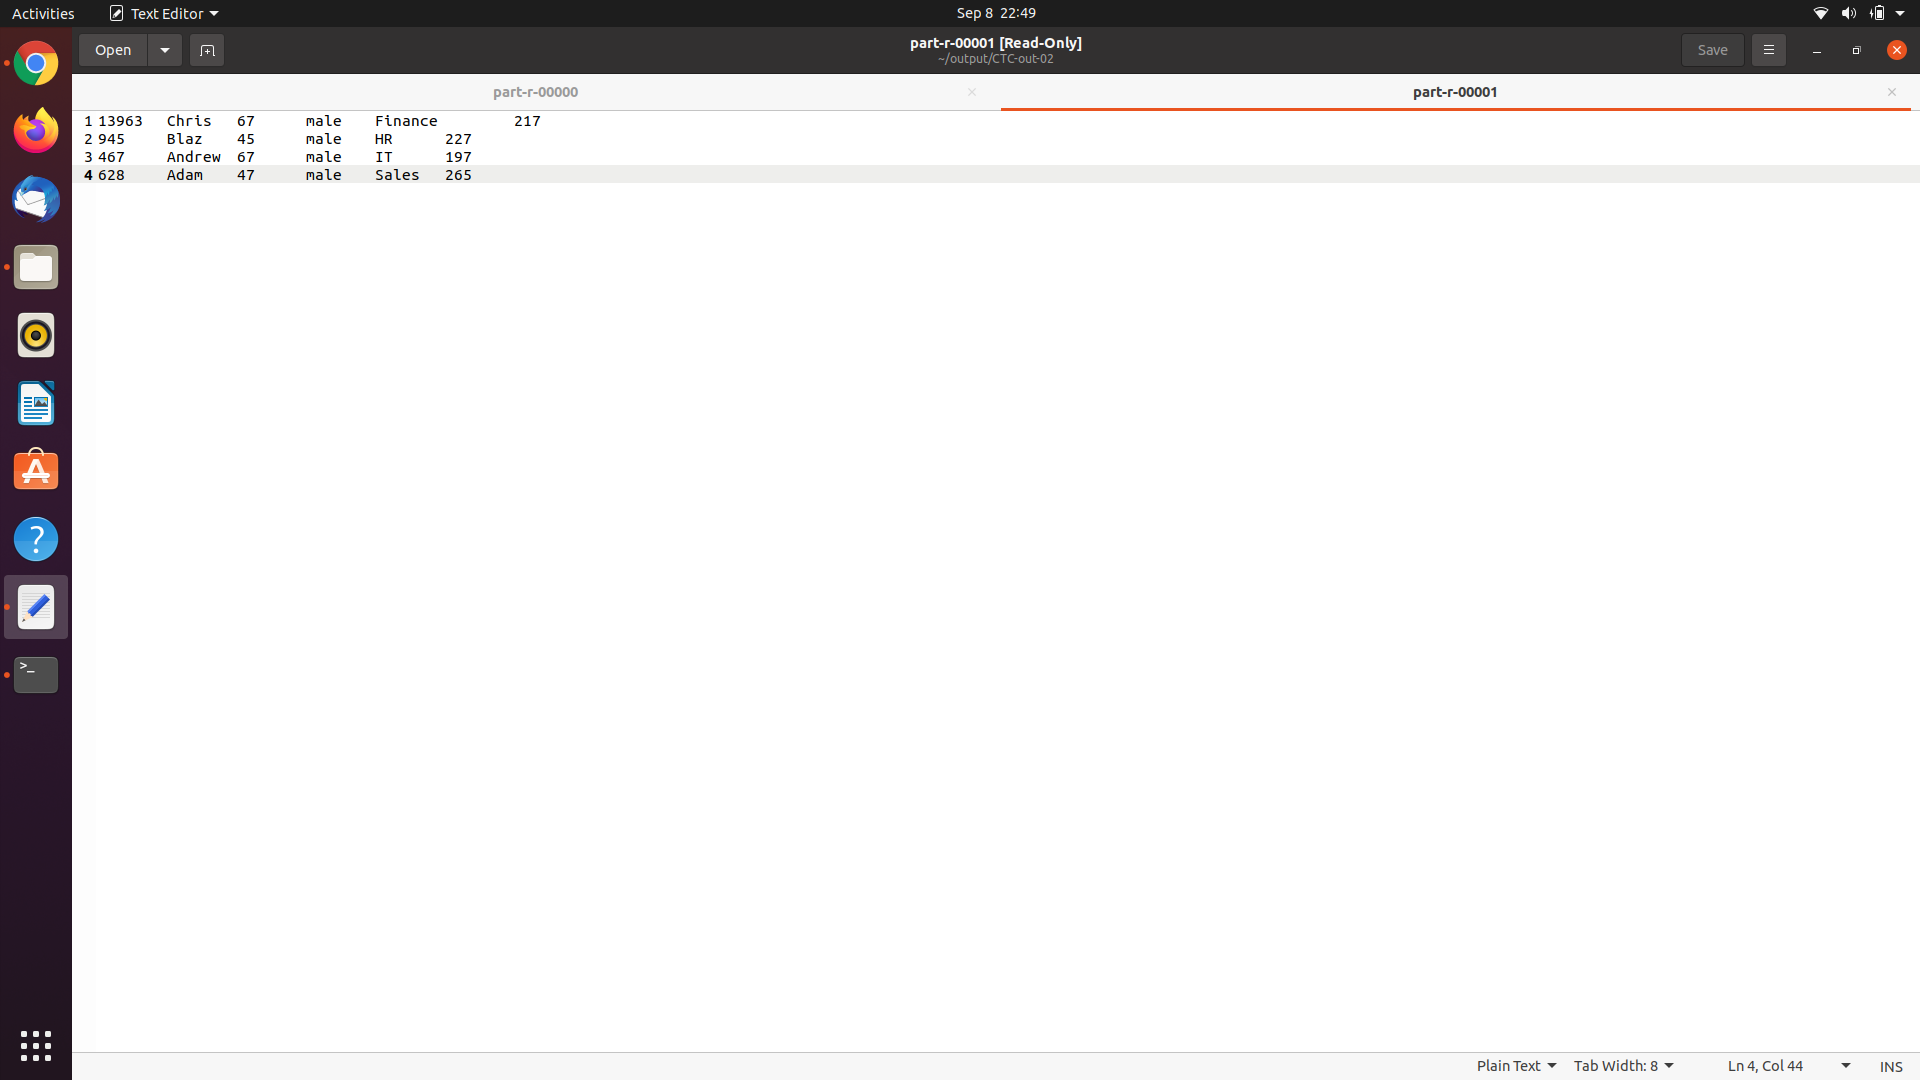 Activities Text Editor Sep 8 22:49
Open part-r-00001 [Read-Only] Save
~/output/CTC-out-02
part-r-00000 part-r-00001
1 13963 Chris 67 male Finance 217
2 945 Blaz 45 male HR 227
3 467 Andrew 67 male IT 197
4 628 Adam 47 male Sales 265
>_
Plain Text Tab Width: 8 Ln 4, Col 44 INS